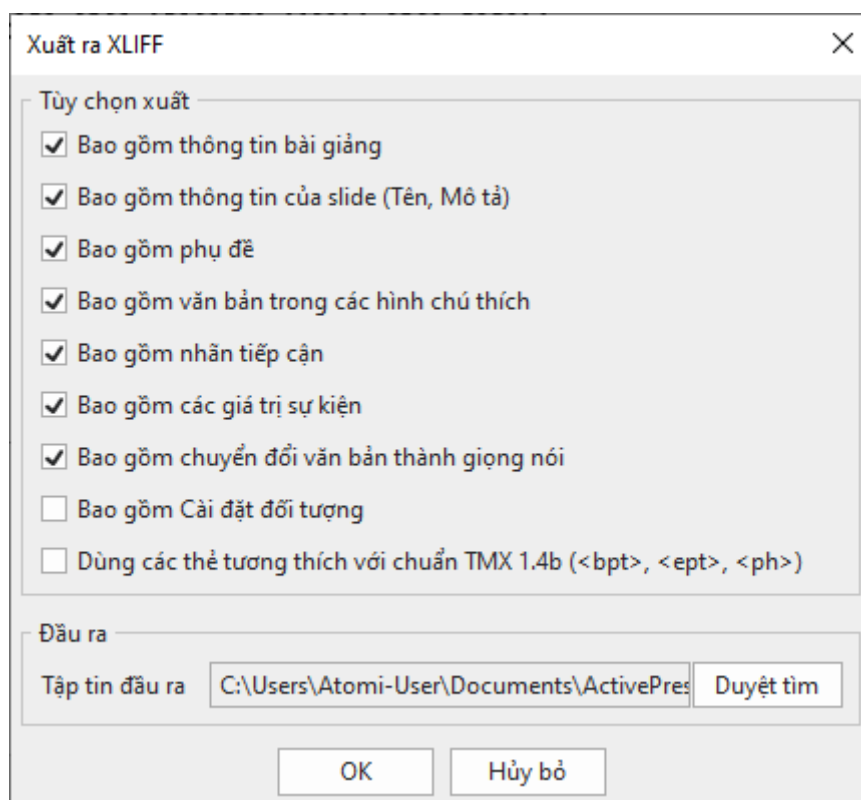 Xuất ra XLIFF
Tùy chọn xuất
Bao gồm thông tin bài giảng
Bao gồm thông tin của slide (Tên, Mô tả)
Bao gồm phụ đề
Bao gồm văn bản trong các hình chú thích
Bao gồm nhãn tiếp cận
Bao gồm các giá trị sự kiện
Bao gồm chuyển đổi văn bản thành giọng nói
Bao gồm Cài đặt đối tượng
Dùng các thẻ tương thích với chuẩn TMX 1.4b (<bpt>, <ept>, <ph>)
Đầu ra
Tập tin đầu ra C:\Users\Atomi-User\Documents\ActivePres Duyệt tìm
OK Hủy bỏ